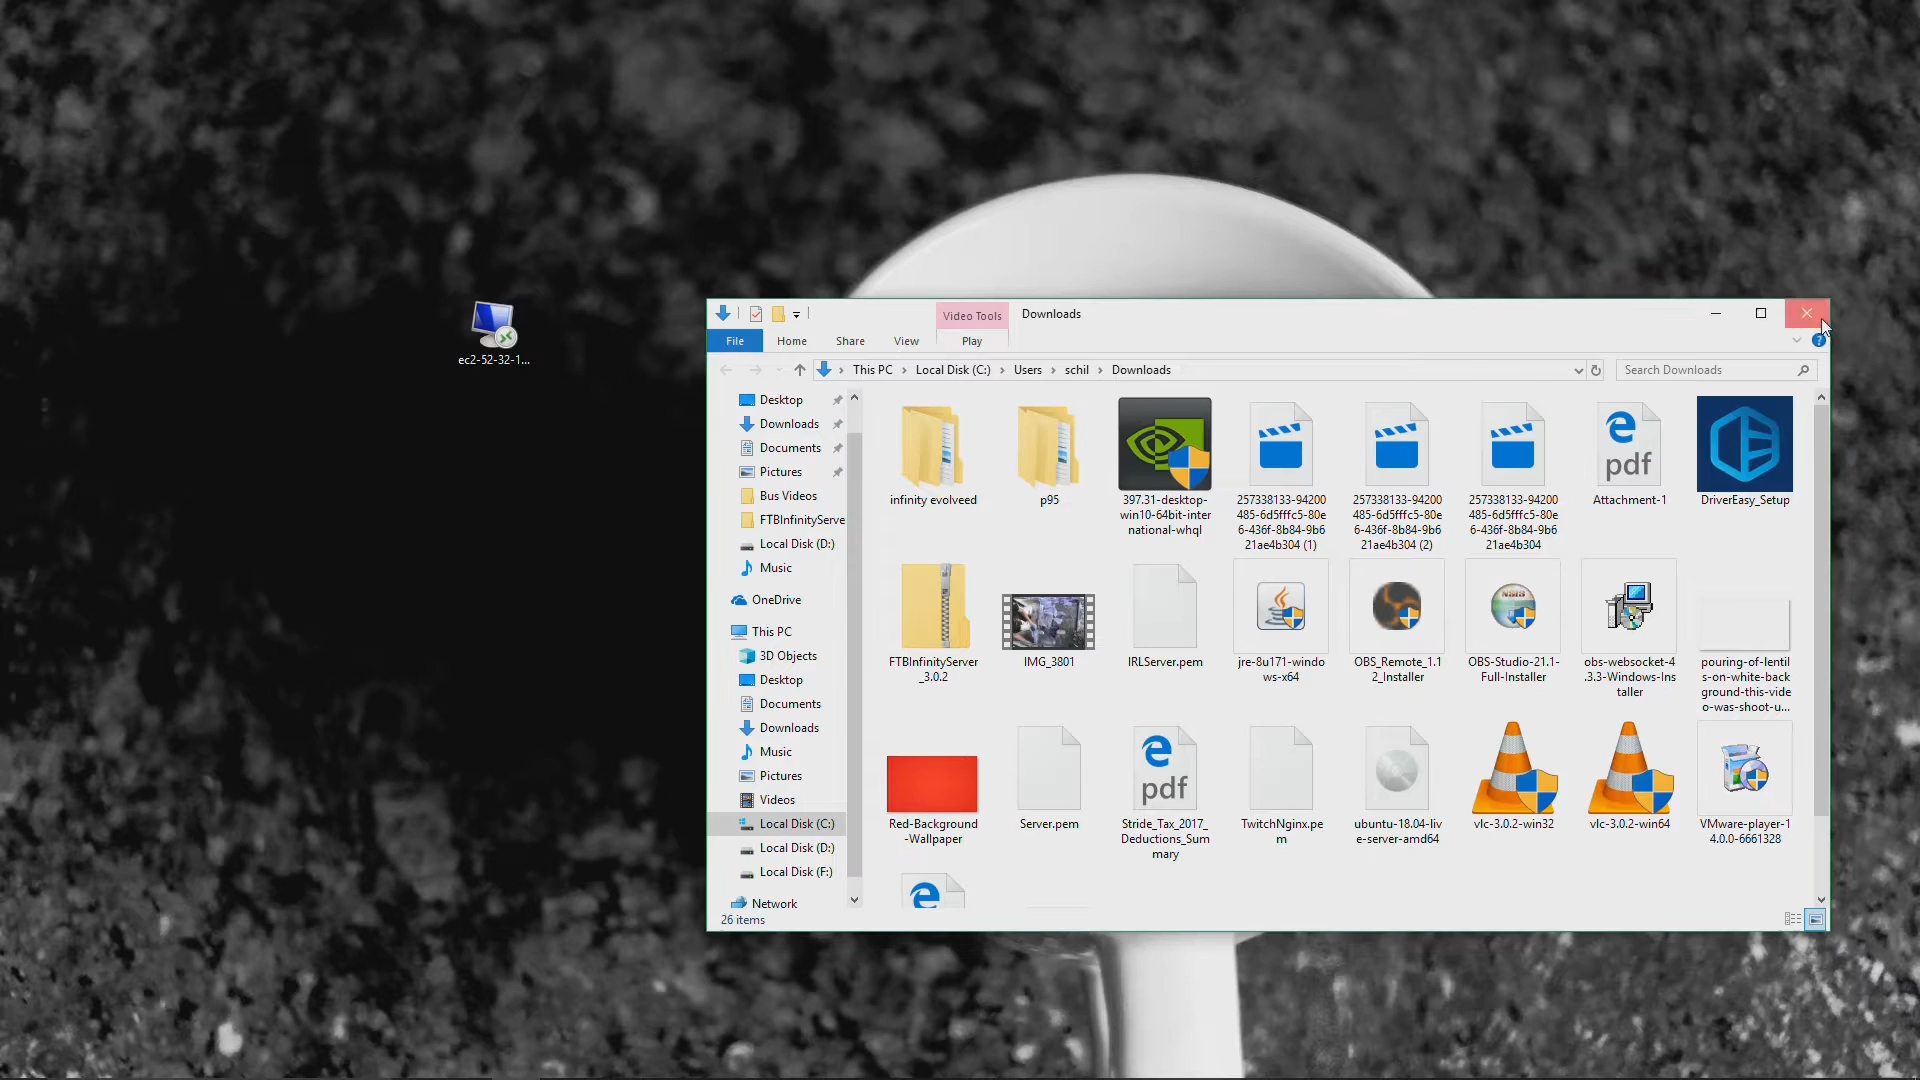 Video Tools
Downloads
File
Home
Share
View
Play
This PC
Local Disk (C:)
Users
schil
Downloads
Search Downloads
ec2-52-32-1...
Desktop
Downloads
Documents
Pictures
Bus Videos
FTBInfinityServe
Local Disk (D:)
Music
OneDrive
This PC
3D Objects
Desktop
Documents
Downloads
Music
Pictures
Videos
Local Disk (C:)
Local Disk (D:)
Local Disk (F:)
Network
infinity evolveed
p95
397.31-desktop-
win10-64bit-inter
national-whql
257338133-94200
485-6d5fffc5-80e
6-436f-8b84-9b6
21ae4b304 (1)
257338133-94200
485-6d5fffc5-80e
6-436f-8b84-9b6
21ae4b304 (2)
257338133-94200
485-6d5fffc5-80e
6-436f-8b84-9b6
21ae4b304
pdf
Attachment-1
DriverEasy_Setup
FTBInfinityServer
_3.0.2
IMG_3801
IRLServer.pem
jre-8u171-windo
ws-x64
OBS_Remote_1.1
2_Installer
NSIS
OBS-Studio-21.1-
Full-Installer
obs-websocket-4
.3.3-Windows-Ins
taller
pouring-of-lentil
s-on-white-back
ground-this-vide
o-was-shoot-u...
Red-Background
-Wallpaper
Server.pem
pdf
Stride_Tax_2017_
Deductions_Sum
mary
TwitchNginx.pe
m
ubuntu-18.04-liv
e-server-amd64
vlc-3.0.2-win32
vlc-3.0.2-win64
VMware-player-1
4.0.0-6661328
26 items